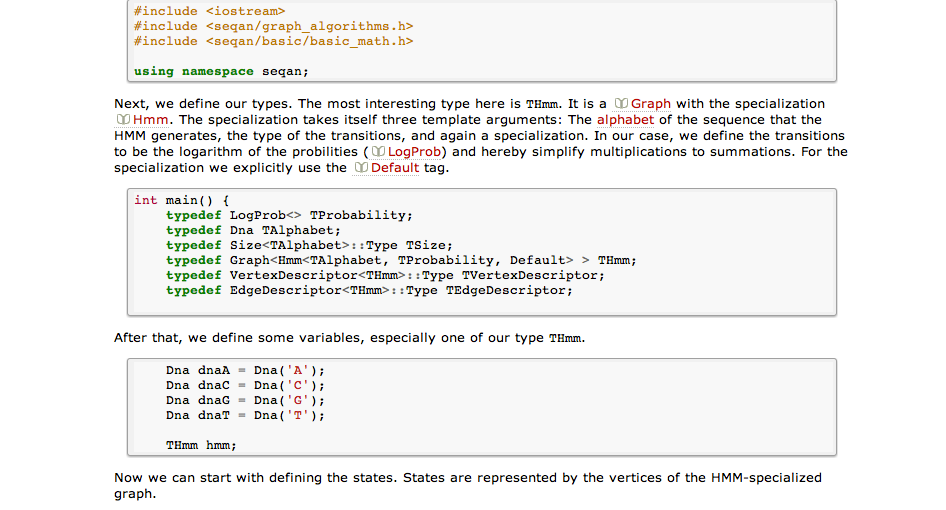 #include <iostream>
#include <seqan/graph_algorithms.h>
#include <seqan/basic/basic_math.h>
using namespace seqan;
Next, we define our types. The most interesting type here is THmm. It is a Graph with the specialization
Hmm. The specialization takes itself three template arguments: The alphabet of the sequence that the
HMM generates, the type of the transitions, and again a specialization. In our case, we define the transitions
to be the logarithm of the probilities ( LogProb) and hereby simplify multiplications to summations. For the
specialization we explicitly use the Default tag.
int main() {
typedef LogProb<> TProbability;
typedef Dna TAlphabet;
typedef Size<TAlphabet>::Type TSize;
typedef Graph<Hmm<TAlphabet, TProbability, Default> > THmm;
typedef VertexDescriptor<THmm>::Type TVertexDescriptor;
typedef EdgeDescriptor<THmm>::Type TEdgeDescriptor;
After that, we define some variables, especially one of our type THmm.
Dna dnaA = Dna('A');
Dna dnaC = Dna('C');
Dna dnaG = Dna('G');
Dna dnaT = Dna('T');
THmm hmm;
Now we can start with defining the states. States are represented by the vertices of the HMM-specialized
graph.